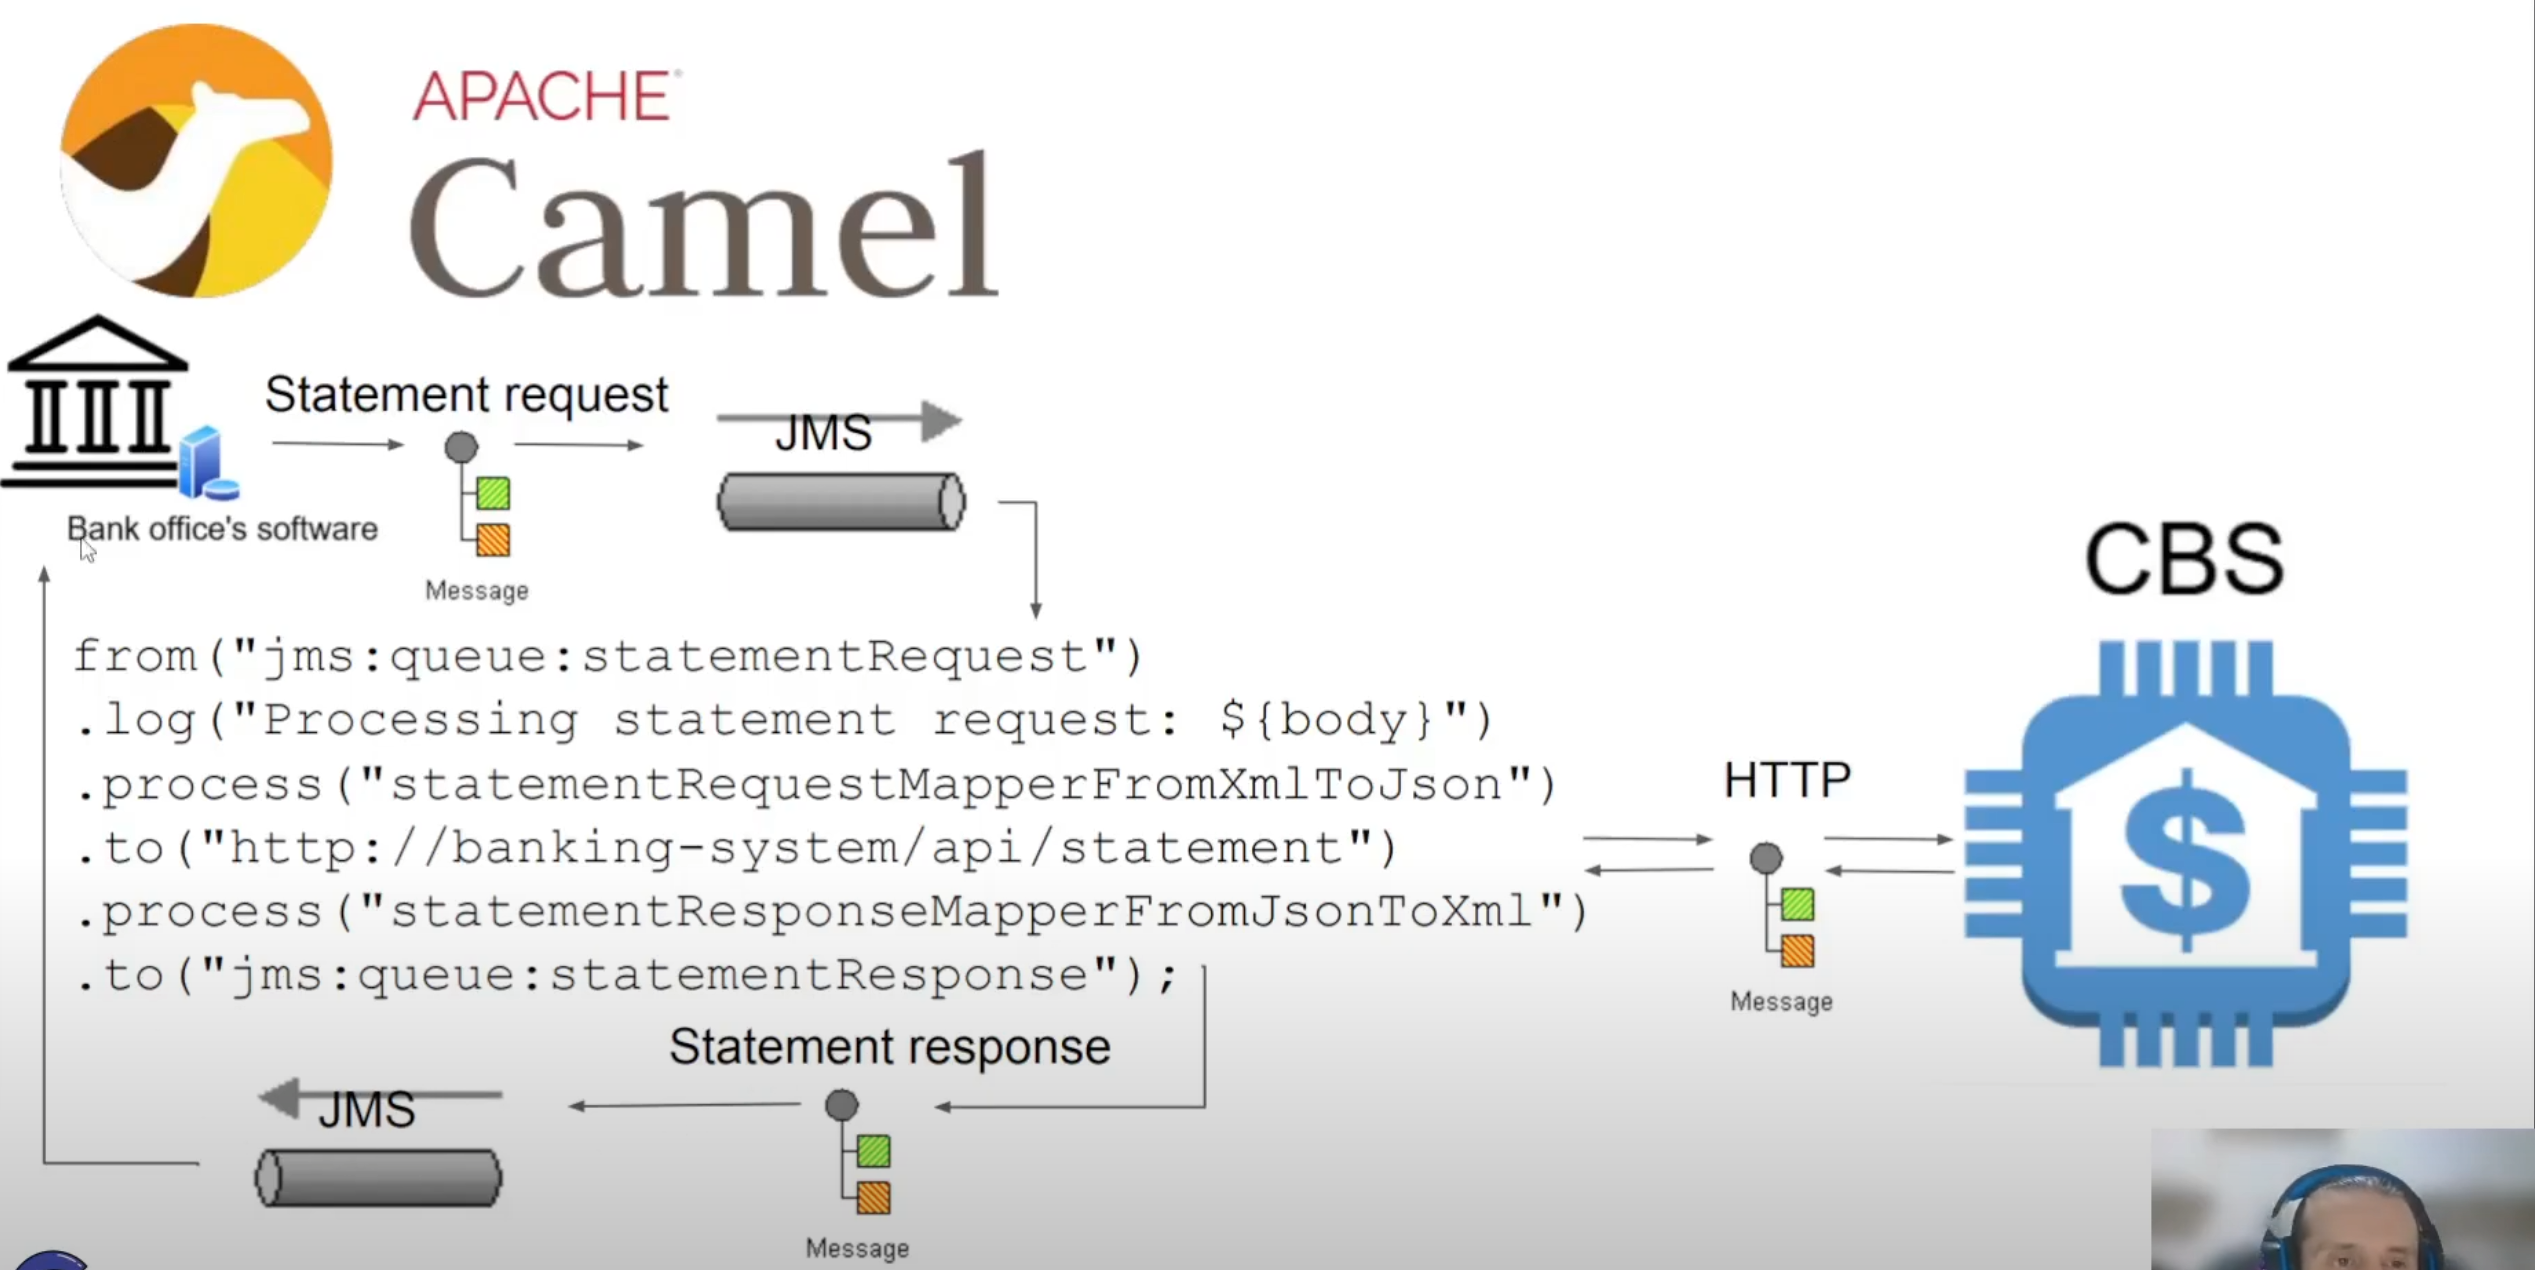 APACHE®
Camel
Statement request
JMS
Bank office's software
Message
CBS
from("jms:queue:statementRequest")
.log("Processing statement request: ${body}")
.process("statementRequestMapperFromXmlToJson")
HTTP
.to("http://banking-system/api/statement")
.process("statementResponseMapperFromJsonToXml")
.to("jms:queue:statementResponse");
Message
Statement response
JMS
Message